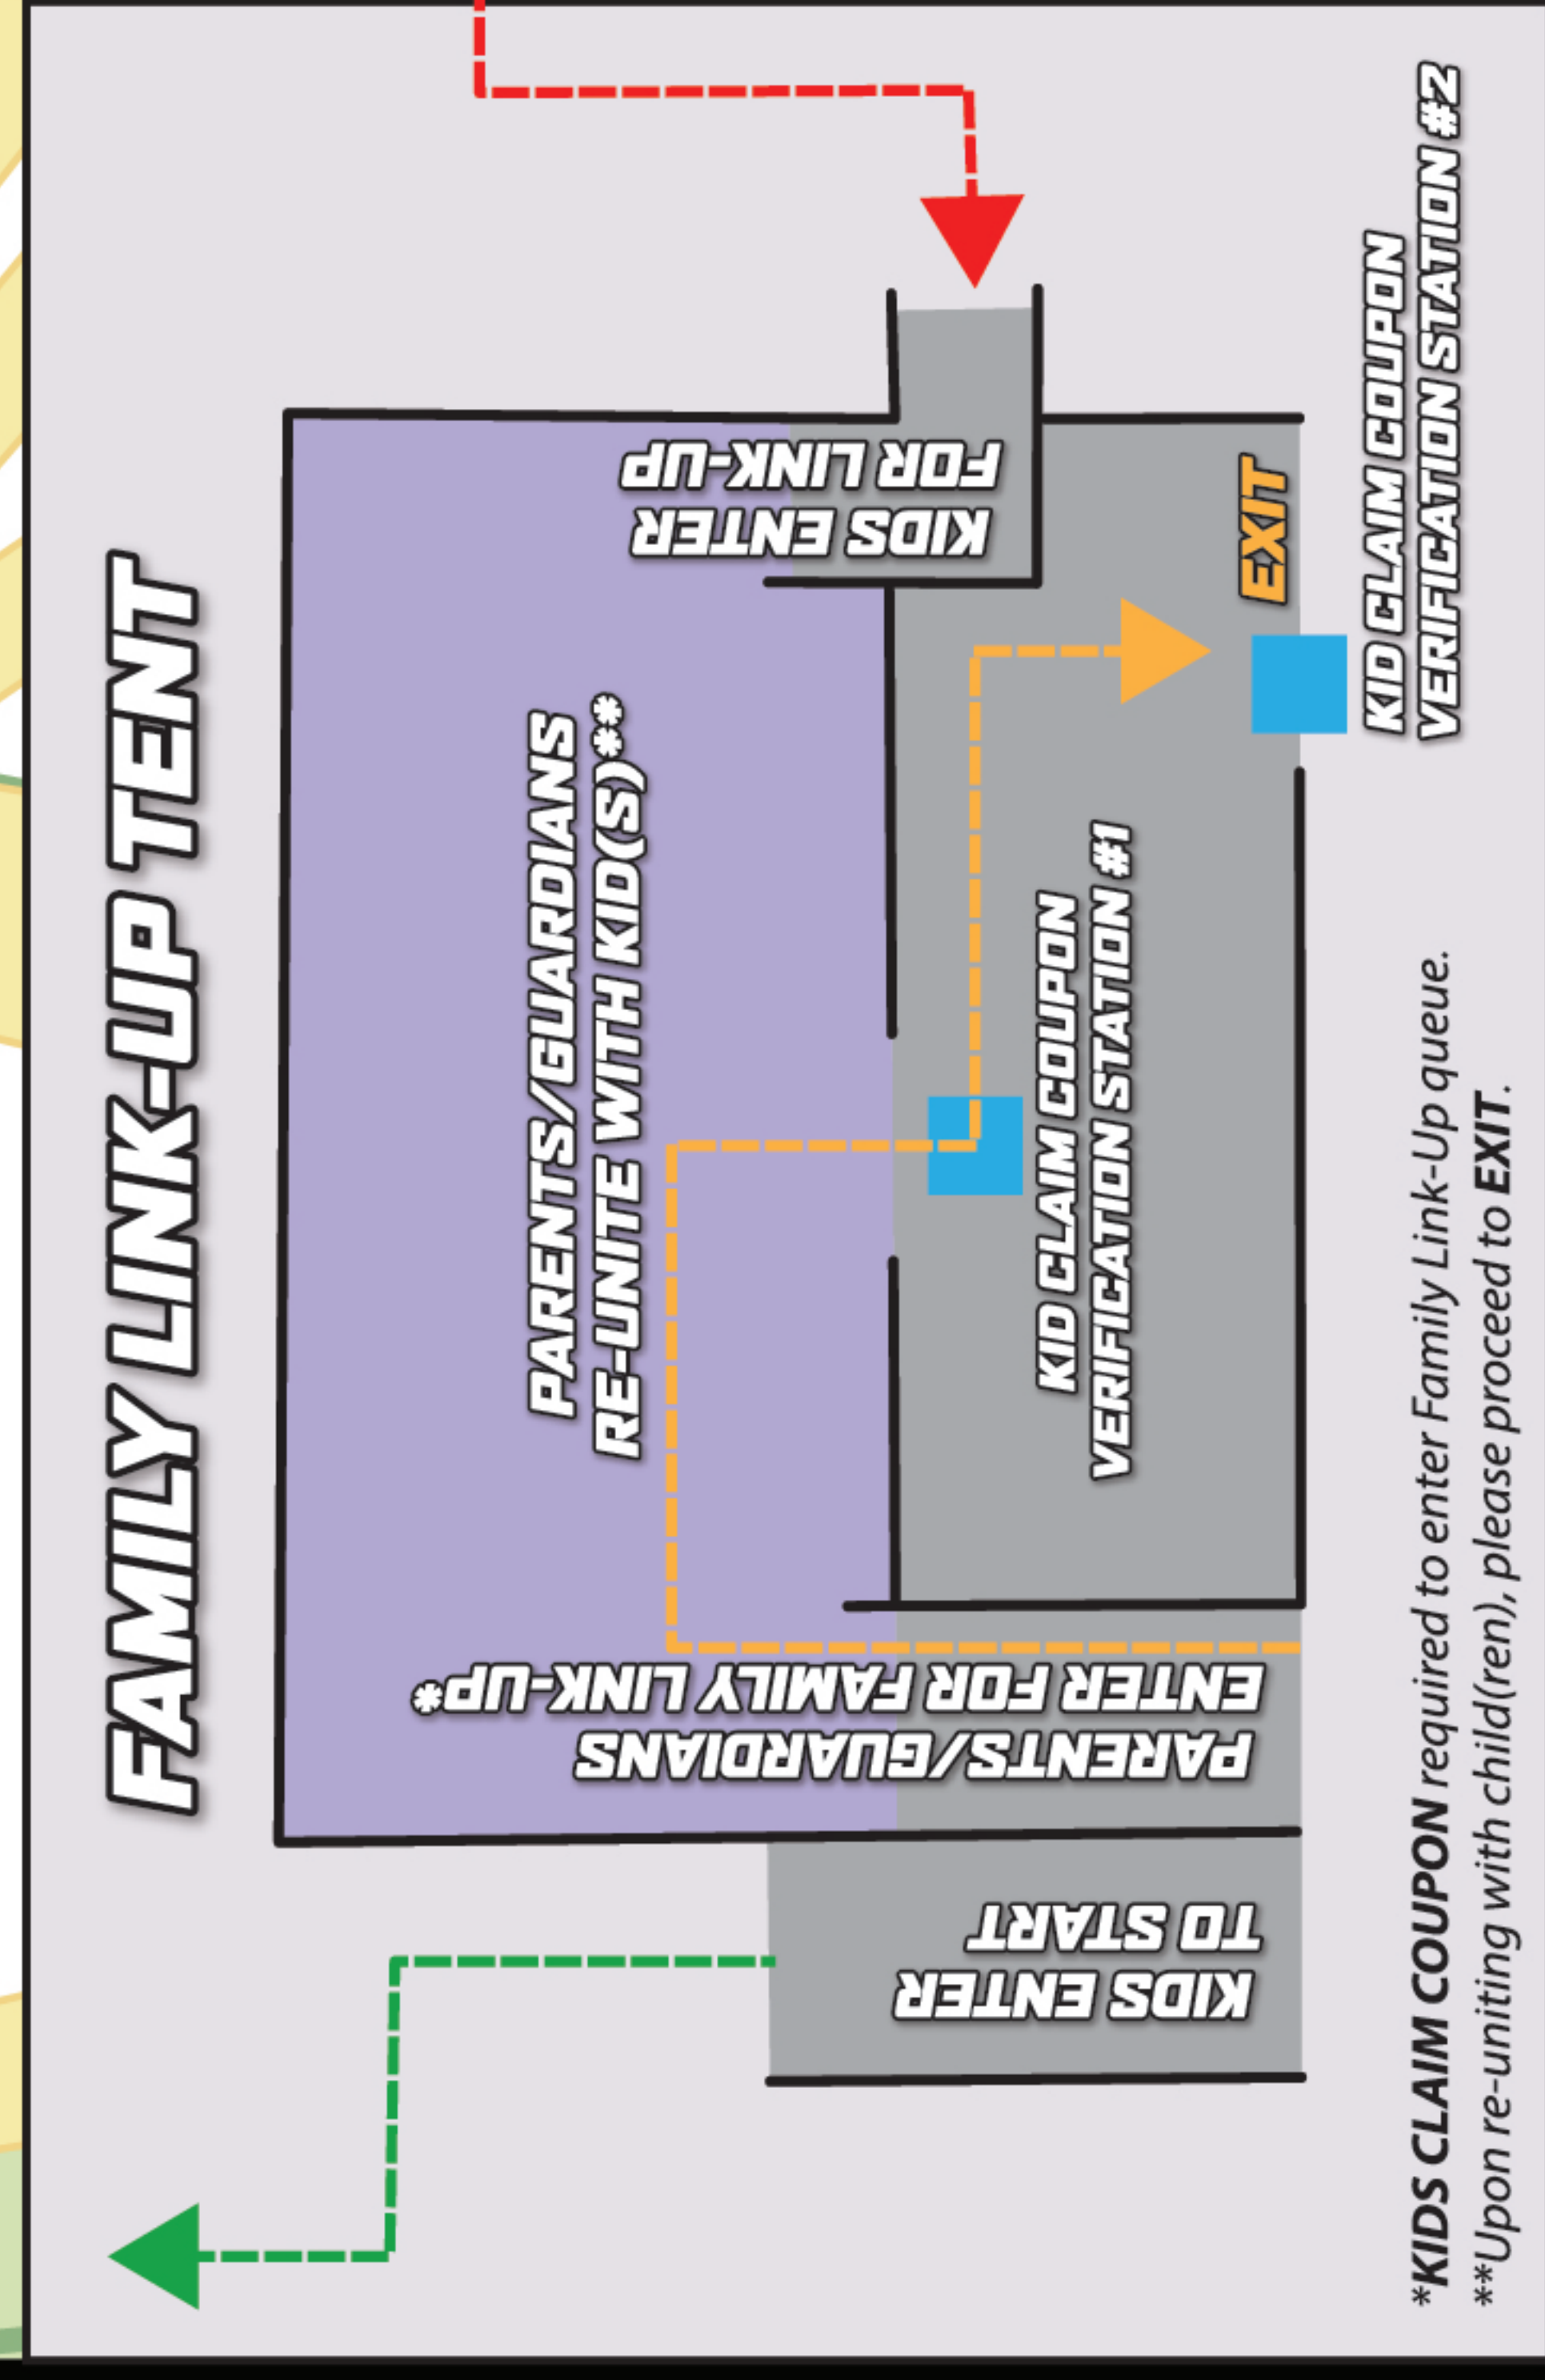 FAMILY LINK-UP TENT
PARENTS/GUARDIANS
RE-UNITE WITH KID(S)**
KIDS ENTER
FOR LINK-UP
KIDS ENTER
TO START
PARENTS/GUARDIANS
ENTER FOR FAMILY LINK-UP*
KID CLAIM COUPON
VERIFICATION STATION #1
EXIT
KID CLAIM COUPON
VERIFICATION STATION #2
*KIDS CLAIM COUPON required to enter Family Link-Up queue.
**Upon re-uniting with child(ren), please proceed to EXIT.